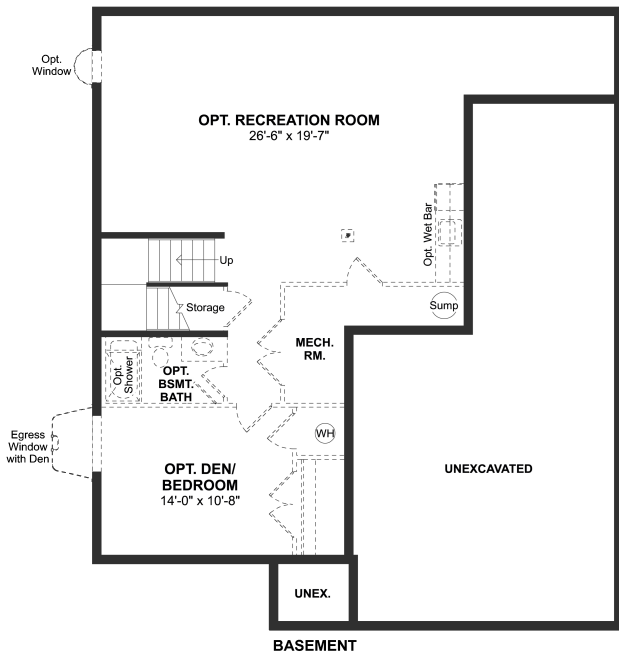 Opt.
Window
OPT. RECREATION ROOM
26'-6" x 19'-7"
Opt. Wet Bar
Up
Storage
Sump
MECH.
RM.
Opt.
Shower
OPT.
BSMT.
BATH
Egress
Window
with Den
WH
OPT. DEN/
BEDROOM
14'-0" x 10'-8"
UNEXCAVATED
UNEX.
BASEMENT